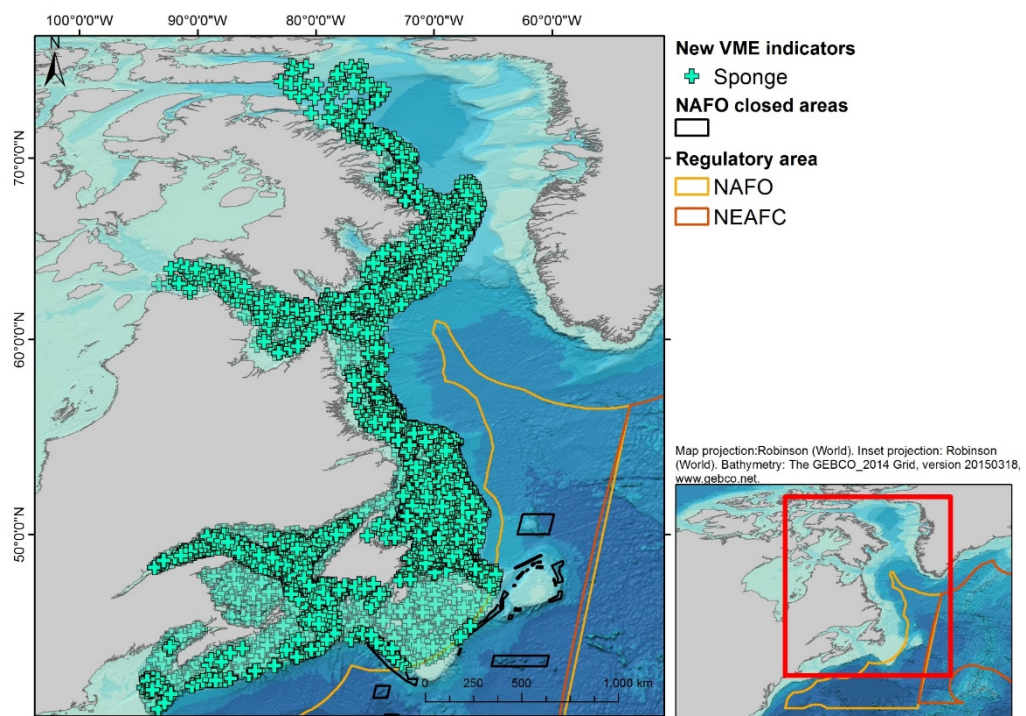 100°0'0"W 90°0'0"W 80°0'0"W 70°0'0"W 60°0'0"W
N
70°0'0"N
60°0'0"N
50°0'0"N
0 250 500 1,000 km
New VME indicators
Sponge
NAFO closed areas
Regulatory area
NAFO
NEAFC
Map projection:Robinson (World). Inset projection: Robinson
(World). Bathymetry: The GEBCO_2014 Grid, version 20150318,
www.gebco.net.